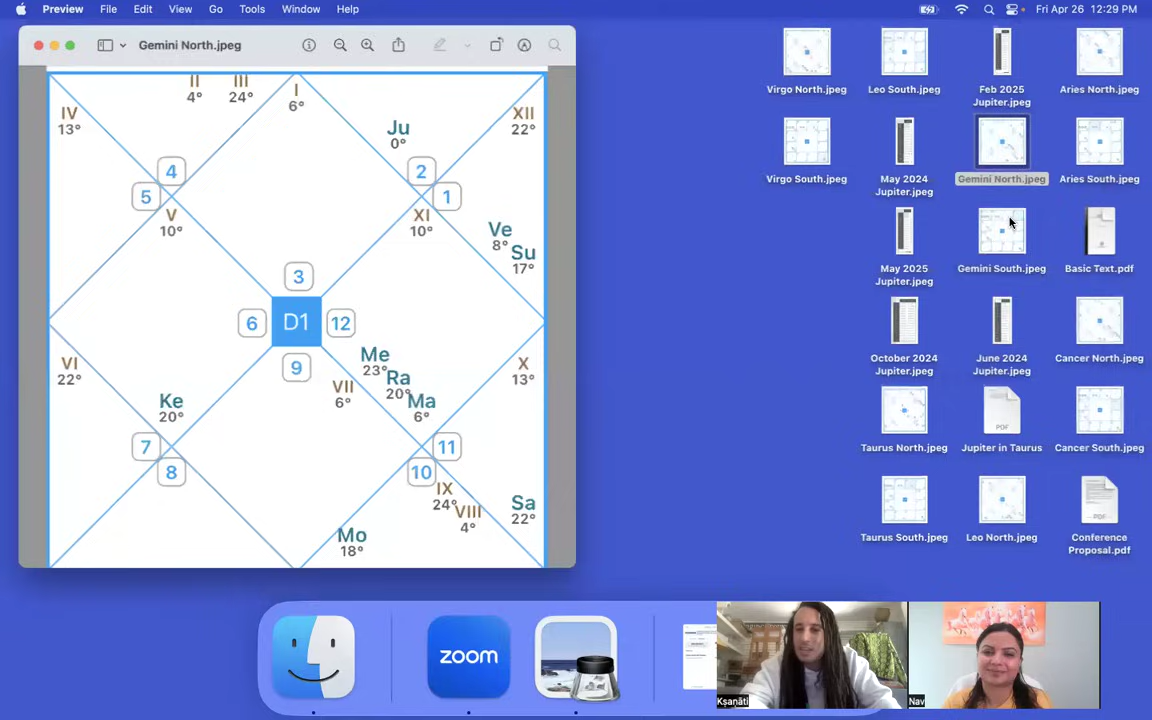 Preview File Edit View Go Tools Window Help
Fri Apr 26 12:29 PM
Gemini North.jpeg
II
4°
III
24°
I
6°
IV
13°
XII
22°
Ju
0°
4
2
5
1
V
10°
XI
10°
Ve
8°
Su
17°
3
6
D1
12
9
Me
23°
Ra
20°
Ma
6°
VII
6°
VI
22°
X
13°
Ke
20°
7
11
8
10
IX
24°
VIII
4°
Sa
22°
Mo
18°
Virgo North.jpeg
Leo South.jpeg
Feb 2025
Jupiter.jpeg
Aries North.jpeg
Virgo South.jpeg
May 2024
Jupiter.jpeg
Gemini North.jpeg
Aries South.jpeg
May 2025
Jupiter.jpeg
Gemini South.jpeg
Basic Text.pdf
October 2024
Jupiter.jpeg
June 2024
Jupiter.jpeg
Cancer North.jpeg
Taurus North.jpeg
PDF
Jupiter in Taurus
Cancer South.jpeg
Taurus South.jpeg
Leo North.jpeg
PDF
Conference
Proposal.pdf
zoom
Kṣanāti
Nav